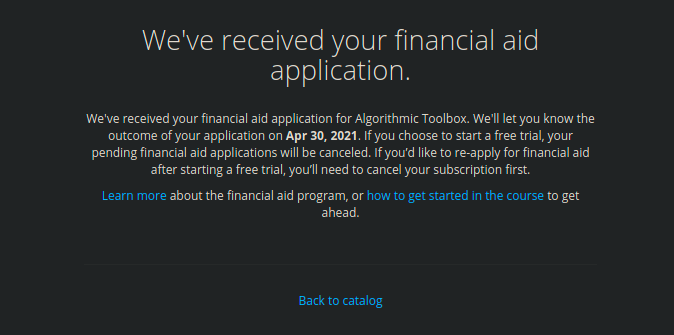 We've received your financial aid
application.
We've received your financial aid application for Algorithmic Toolbox. We'll let you know the
outcome of your application on Apr 30, 2021. If you choose to start a free trial, your
pending financial aid applications will be canceled. If you’d like to re-apply for financial aid
after starting a free trial, you’ll need to cancel your subscription first.
Learn more about the financial aid program, or how to get started in the course to get
ahead.
Back to catalog